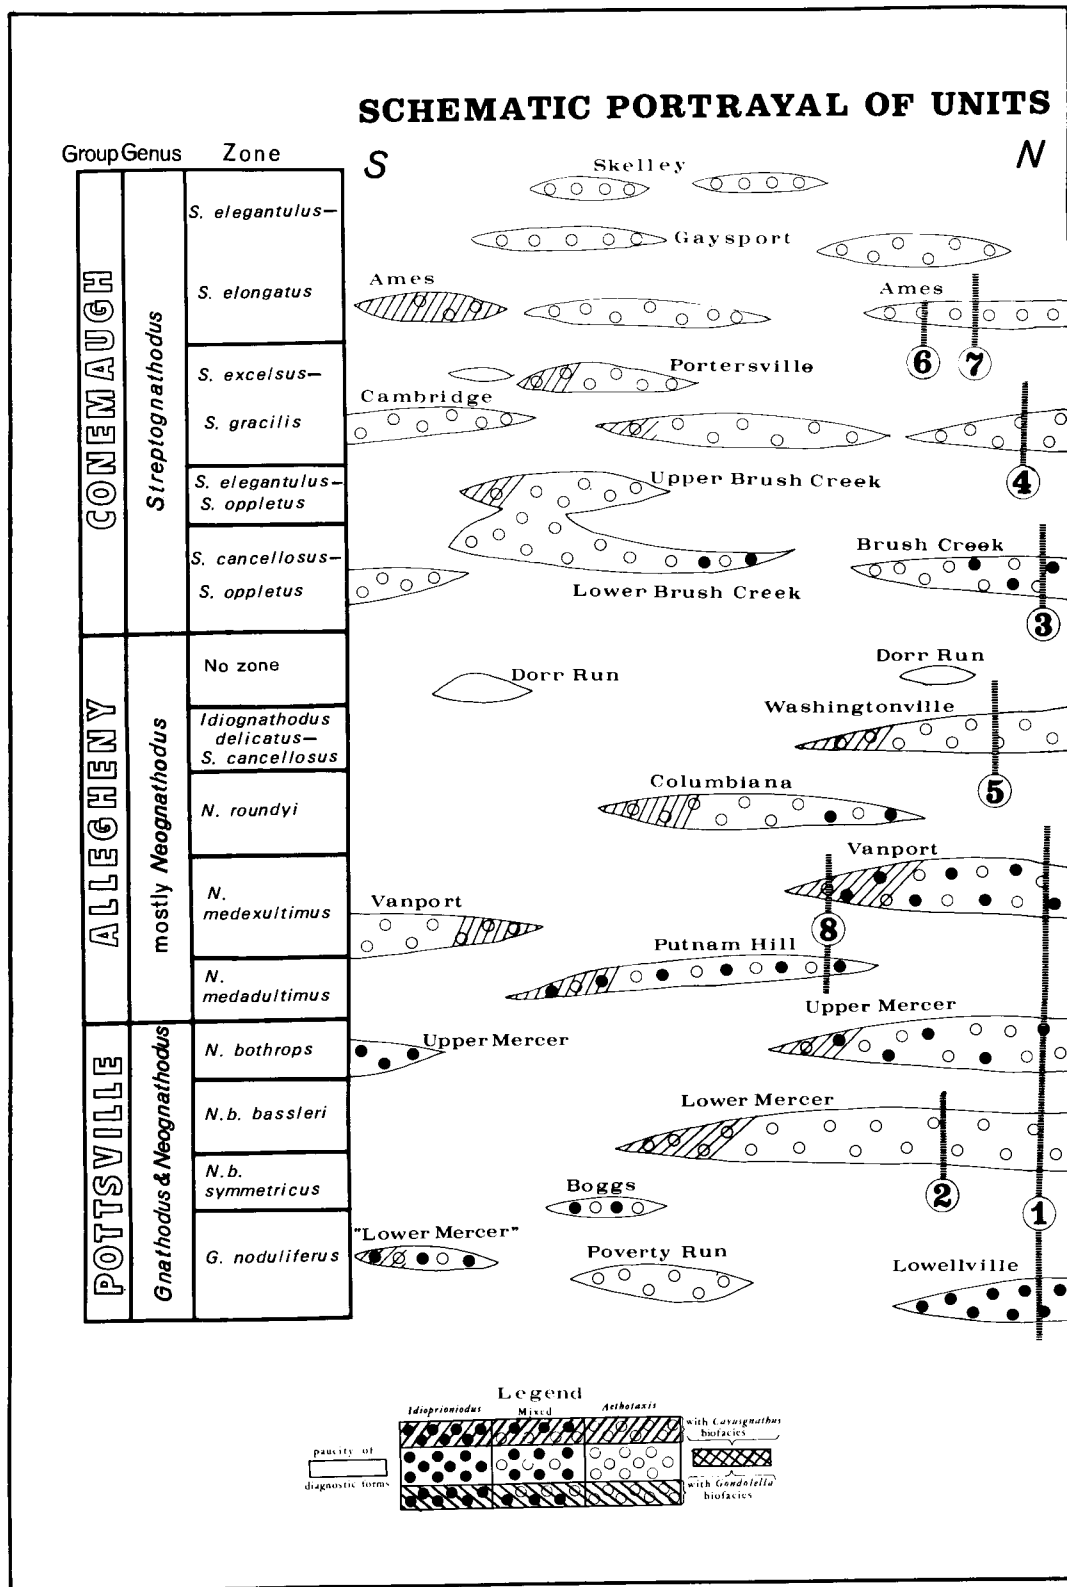 SCHEMATIC PORTRAYAL OF UNITS
Group Genus Zone
S
N
CONEMAUGH
Streptognathodus
S. elegantulus—
S. elongatus
S. excelsus—
S. gracilis
S. elegantulus—
S. oppletus
S. cancellosus—
S. oppletus
ALLEGHENY
mostly Neognathodus
No zone
Idiognathodus
delicatus—
S. cancellosus
N. roundyi
N.
medexultimus
N.
medadultimus
POTTSVILLE
Gnathodus & Neognathodus
N. bothrops
N.b. bassleri
N.b.
symmetricus
G. noduliferus
Skelley
Gaysport
Ames
Ames
6
7
Portersville
Cambridge
4
Upper Brush Creek
Brush Creek
Lower Brush Creek
3
Dorr Run
Dorr Run
Washingtonville
5
Columbiana
Vanport
Vanport
8
Putnam Hill
Upper Mercer
Upper Mercer
Lower Mercer
2
Boggs
1
"Lower Mercer"
Poverty Run
Lowellville
Legend
Idioprioniodus
Mixed
Aethotaxis
paucity of
diagnostic forms
with Cavusgnathus
biofacies
with Gondolella
biofacies